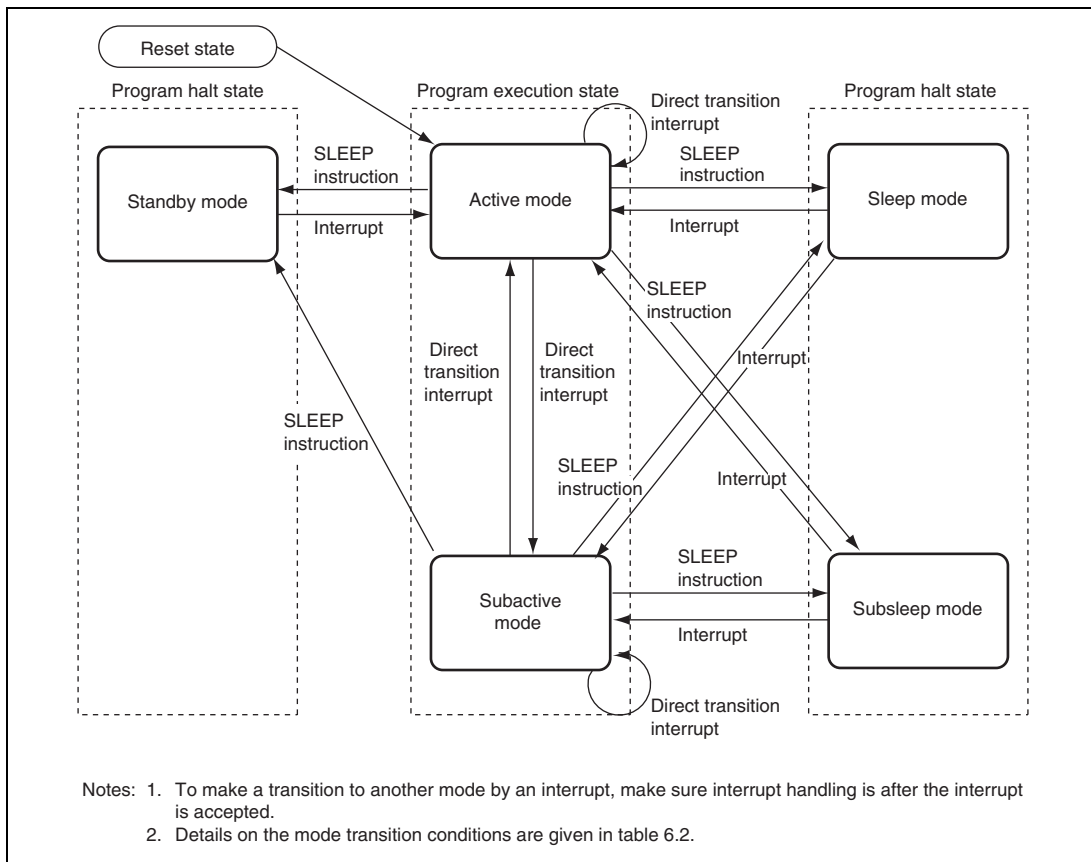 Reset state
Program halt state
Program execution state
Program halt state
Direct transition
interrupt
SLEEP
instruction
SLEEP
instruction
Standby mode
Active mode
Sleep mode
Interrupt
Interrupt
SLEEP
instruction
Direct
transition
interrupt
Direct
transition
interrupt
Interrupt
SLEEP
instruction
SLEEP
instruction
Interrupt
SLEEP
instruction
Subactive
mode
Subsleep mode
Interrupt
Direct transition
interrupt
Notes: 1. To make a transition to another mode by an interrupt, make sure interrupt handling is after the interrupt
is accepted.
2. Details on the mode transition conditions are given in table 6.2.